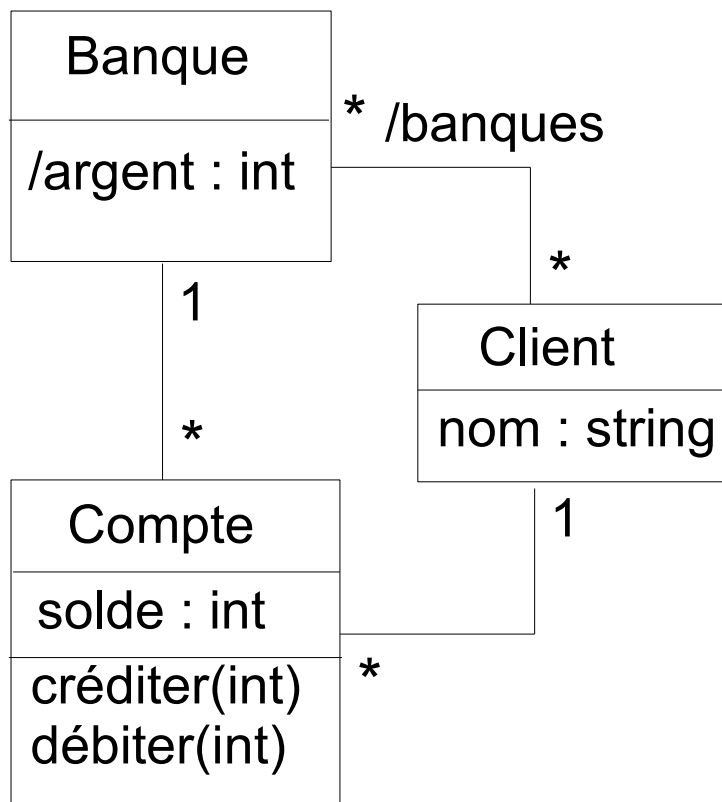 Banque
* /banques
/argent : int
1
*
Client
nom : string
*
Compte
1
solde : int
*
créditer(int)
débiter(int)